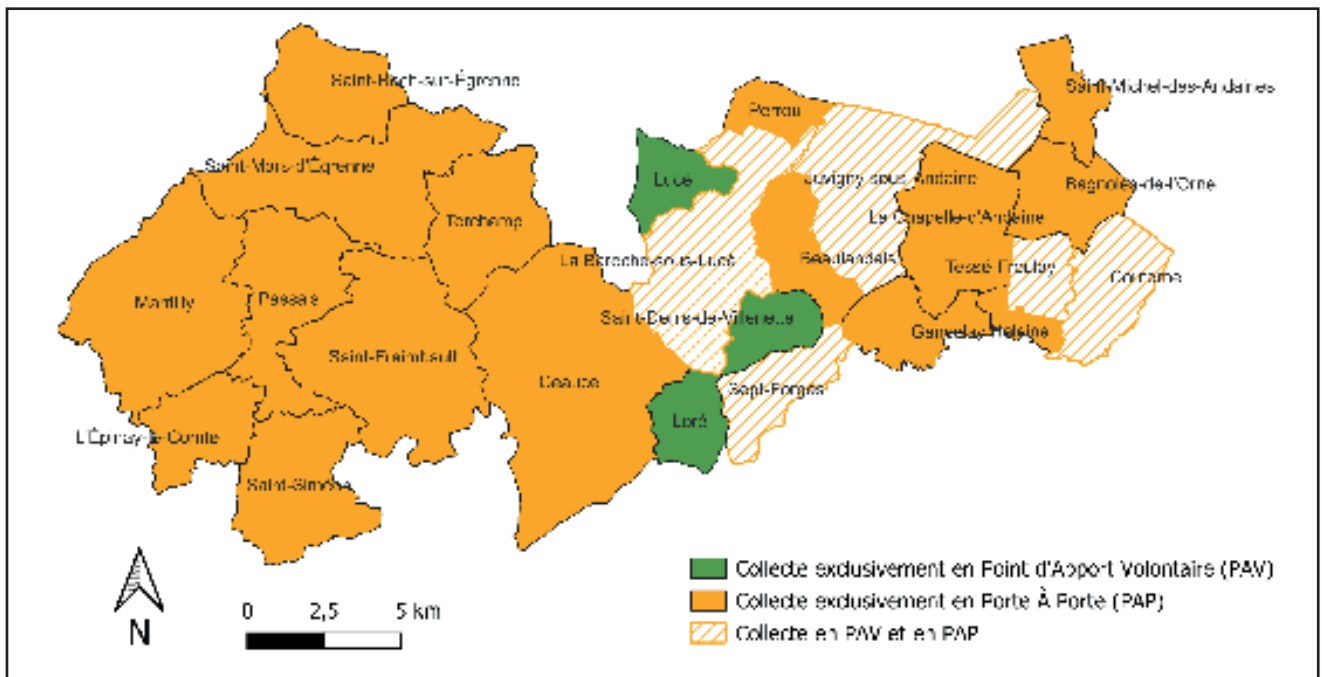 Saint-Roch-sur-Égrenne
Saint-Michel-des-Andaines
Perrou
Saint-Mars-d'Égrenne
Lucé
Juvigny-sous-Andaine
Bagnoles-de-l'Orne
Torchamp
La Chapelle-d'Andaine
La Baroche-sous-Lucé
Beaulandais
Tessé-Froulay
Couterne
Mantilly
Passais
Saint-Denis-de-Villenette
Saint-Fraimbault
Geneslay
Haleine
Ceaucé
Sept-Forges
Loré
L'Épinay-le-Comte
Saint-Siméon
N
0 2,5 5 km
Collecte exclusivement en Point d'Apport Volontaire (PAV)
Collecte exclusivement en Porte À Porte (PAP)
Collecte en PAV et en PAP